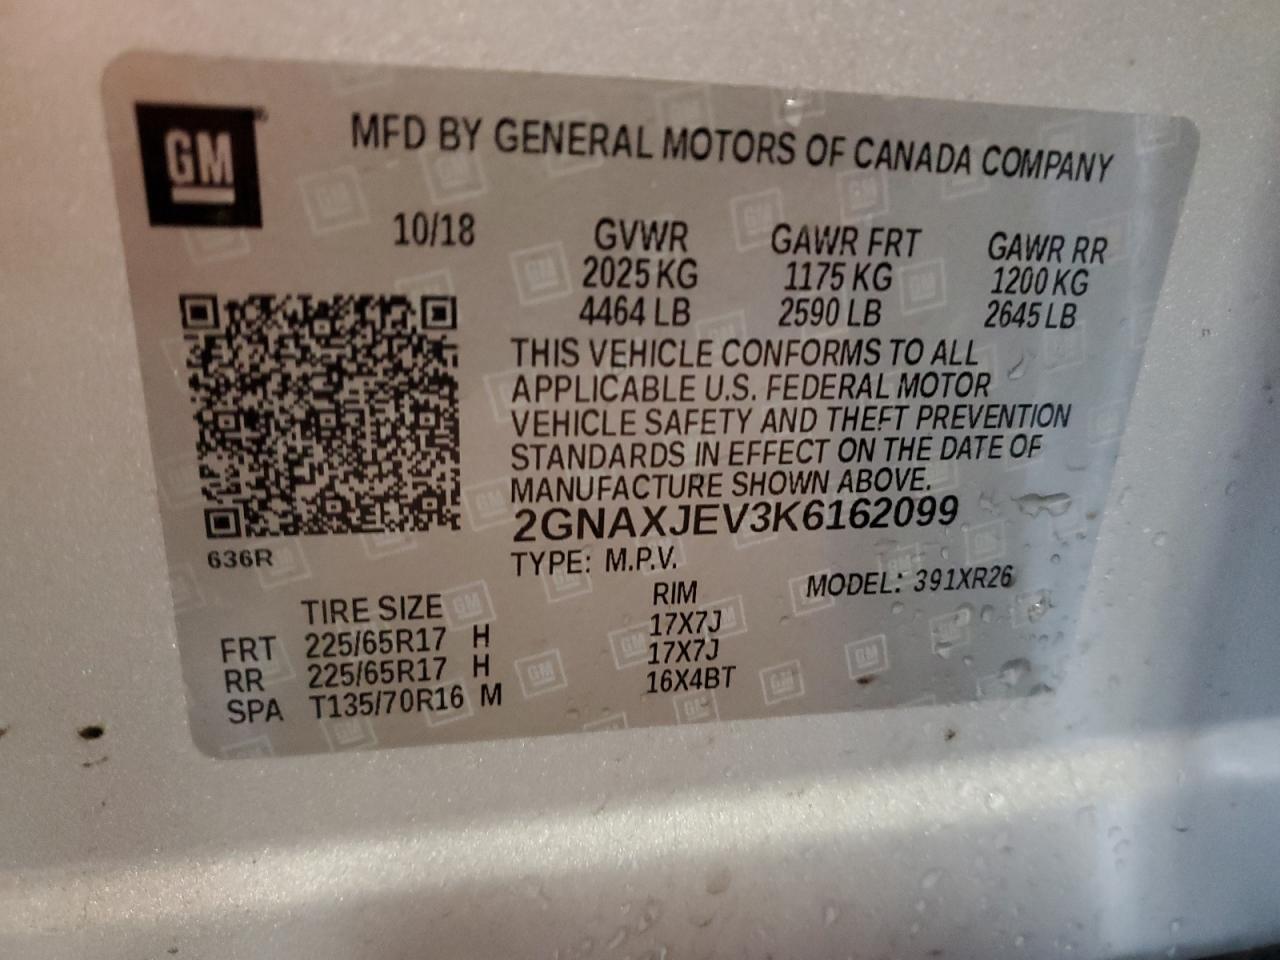 GM
MFD BY GENERAL MOTORS OF CANADA COMPANY
10/18 GVWR GAWR FRT GAWR RR
2025 KG 1175 KG 1200 KG
4464 LB 2590 LB 2645 LB
THIS VEHICLE CONFORMS TO ALL
APPLICABLE U.S. FEDERAL MOTOR
VEHICLE SAFETY AND THEFT PREVENTION
STANDARDS IN EFFECT ON THE DATE OF
MANUFACTURE SHOWN ABOVE.
2GNAXJEV3K6162099
636R
TYPE: M.P.V. MODEL: 391XR26
TIRE SIZE RIM
FRT 225/65R17 H 17X7J
RR 225/65R17 H 17X7J
SPA T135/70R16 M 16X4BT